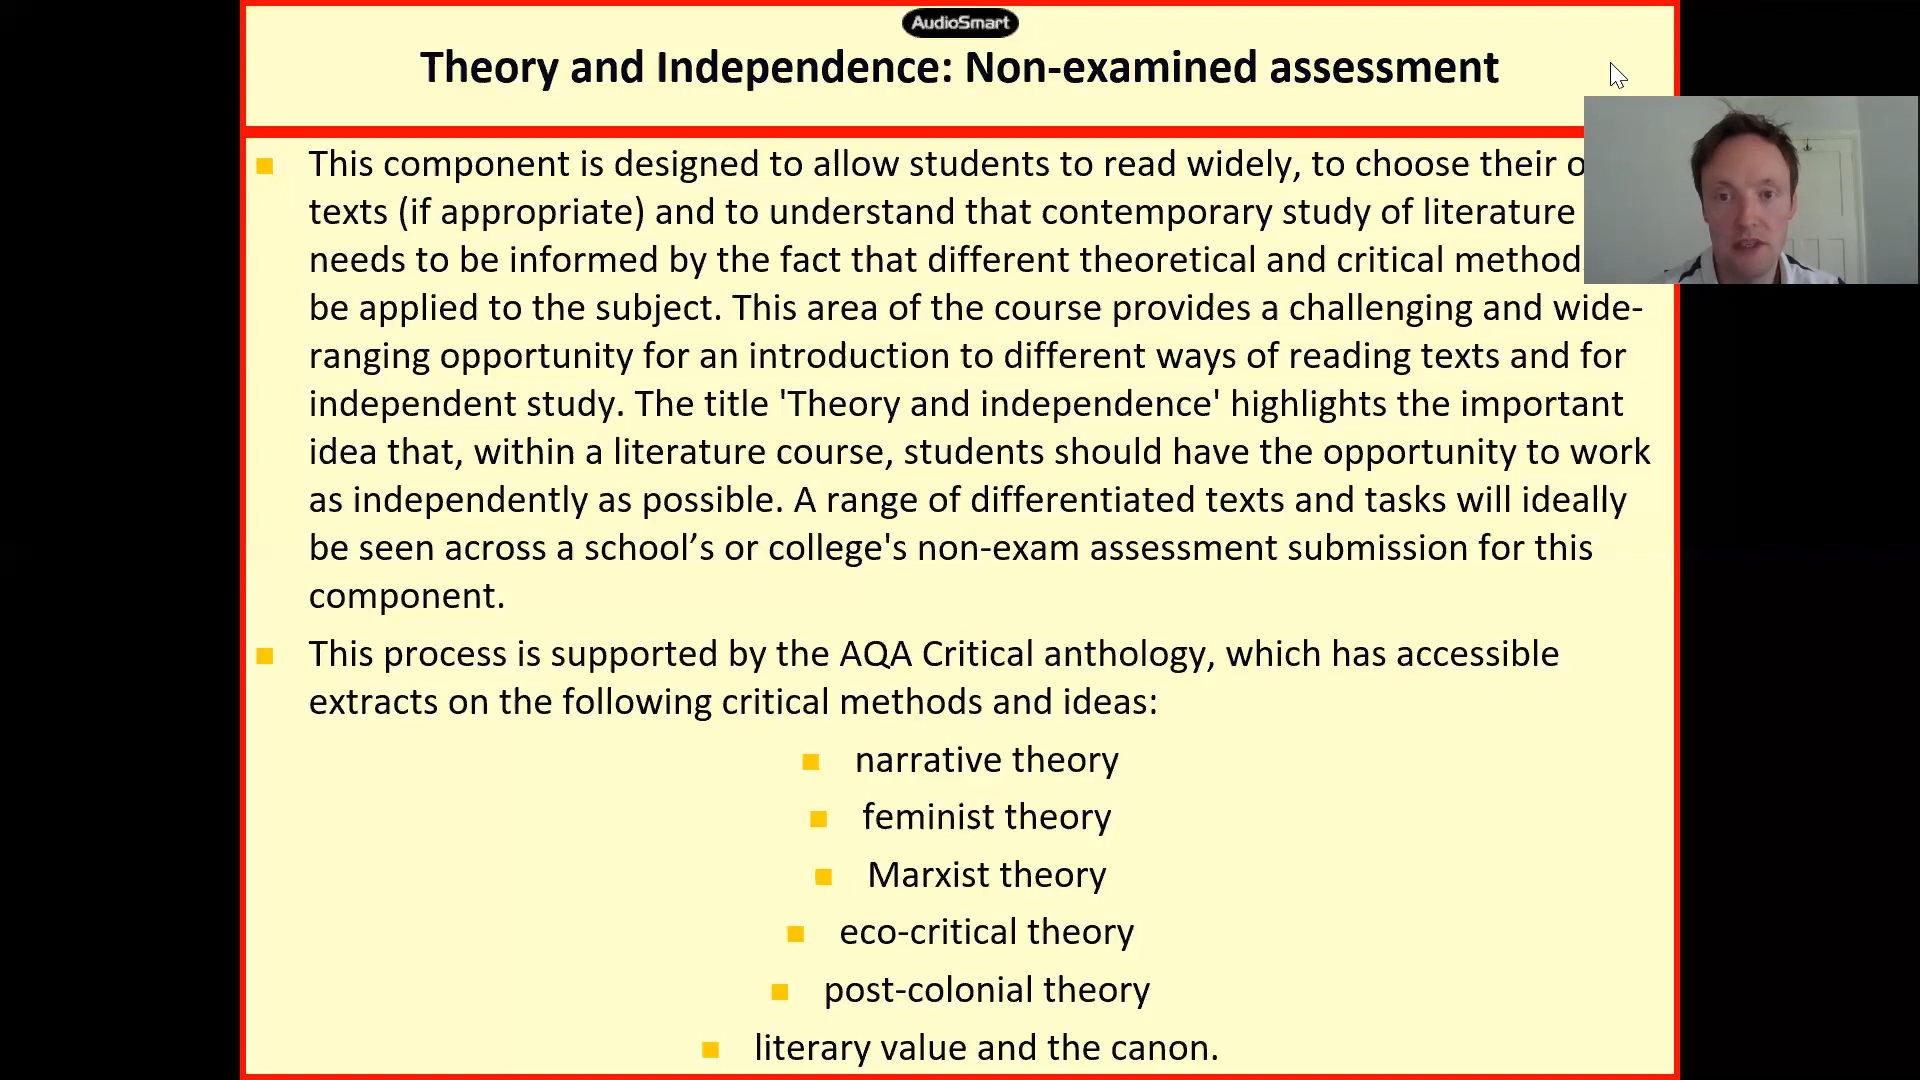 AudioSmart
Theory and Independence: Non-examined assessment
This component is designed to allow students to read widely, to choose their
texts (if appropriate) and to understand that contemporary study of literature
needs to be informed by the fact that different theoretical and critical
be applied to the subject. This area of the course provides a challenging and wide-
ranging opportunity for an introduction to different ways of reading texts and for
independent study. The title 'Theory and independence' highlights the important
idea that, within a literature course, students should have the opportunity to work
as independently as possible. A range of differentiated texts and tasks will ideally
be seen across a school’s or college's non-exam assessment submission for this
component.
This process is supported by the AQA Critical anthology, which has accessible
extracts on the following critical methods and ideas:
narrative theory
feminist theory
Marxist theory
eco-critical theory
post-colonial theory
literary value and the canon.